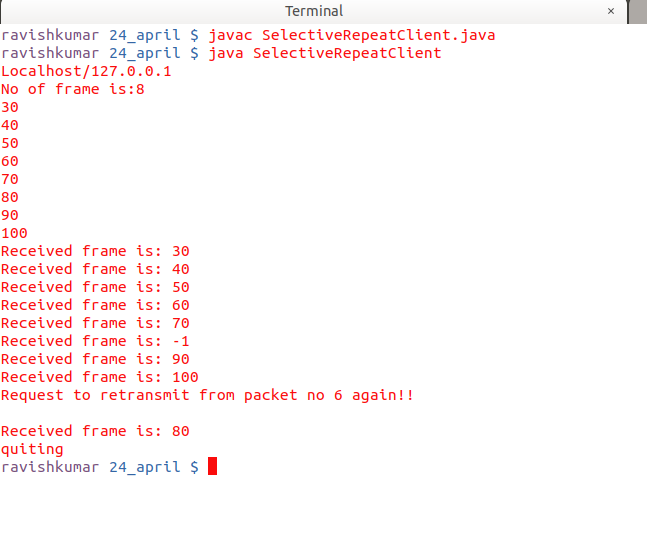 Terminal
×
ravishkumar 24_april $ javac SelectiveRepeatClient.java
ravishkumar 24_april $ java SelectiveRepeatClient
Localhost/127.0.0.1
No of frame is:8
30
40
50
60
70
80
90
100
Received frame is: 30
Received frame is: 40
Received frame is: 50
Received frame is: 60
Received frame is: 70
Received frame is: -1
Received frame is: 90
Received frame is: 100
Request to retransmit from packet no 6 again!!
Received frame is: 80
quiting
ravishkumar 24_april $